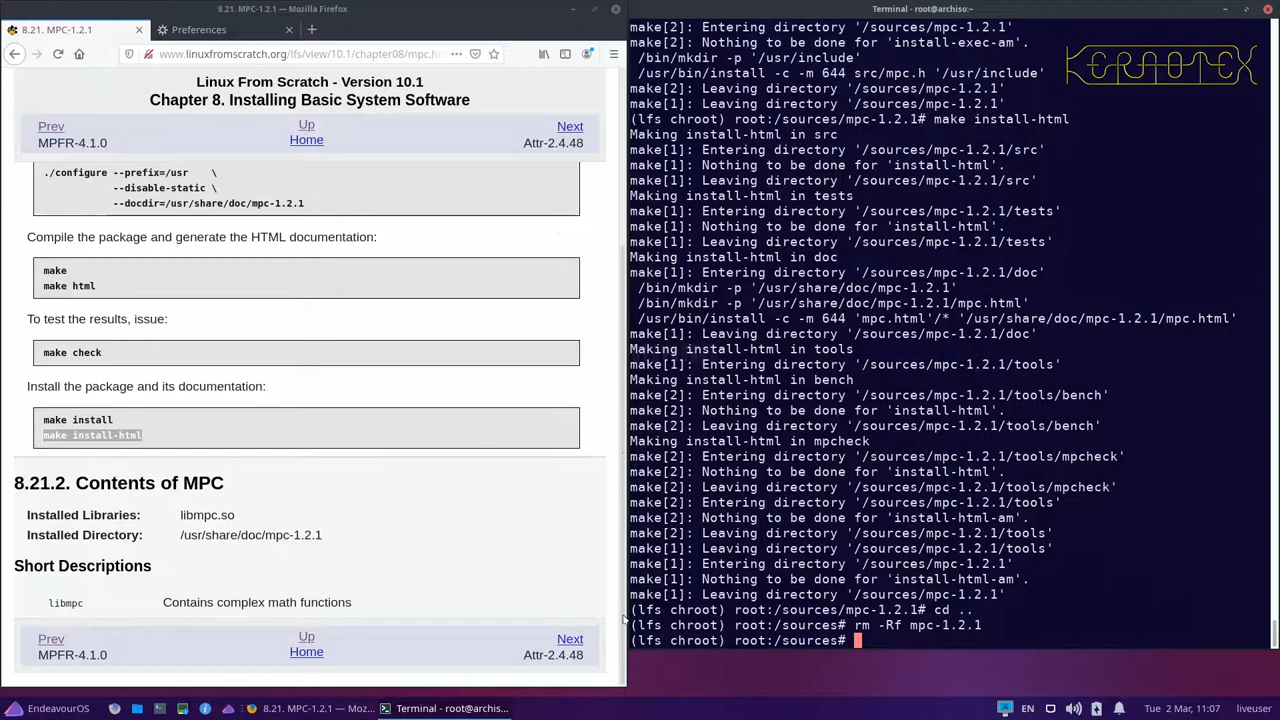 8.21. MPC-1.2.1 — Mozilla Firefox
8.21. MPC-1.2.1
Preferences
www.linuxfromscratch.org/lfs/view/10.1/chapter08/mpc.h
Linux From Scratch - Version 10.1
Chapter 8. Installing Basic System Software
Prev
Up
Next
MPFR-4.1.0
Home
Attr-2.4.48
./configure --prefix=/usr    \
--disable-static \
--docdir=/usr/share/doc/mpc-1.2.1
Compile the package and generate the HTML documentation:
make
make html
To test the results, issue:
make check
Install the package and its documentation:
make install
make install-html
8.21.2. Contents of MPC
Installed Libraries: libmpc.so
Installed Directory: /usr/share/doc/mpc-1.2.1
Short Descriptions
libmpc Contains complex math functions
Prev
Up
Next
MPFR-4.1.0
Home
Attr-2.4.48
Terminal - root@archiso:~
make[2]: Entering directory '/sources/mpc-1.2.1'
make[2]: Nothing to be done for 'install-exec-am'.
/bin/mkdir -p '/usr/include'
/usr/bin/install -c -m 644 src/mpc.h '/usr/include'
make[2]: Leaving directory '/sources/mpc-1.2.1'
make[1]: Leaving directory '/sources/mpc-1.2.1'
(lfs chroot) root:/sources/mpc-1.2.1# make install-html
Making install-html in src
make[1]: Entering directory '/sources/mpc-1.2.1/src'
make[1]: Nothing to be done for 'install-html'.
make[1]: Leaving directory '/sources/mpc-1.2.1/src'
Making install-html in tests
make[1]: Entering directory '/sources/mpc-1.2.1/tests'
make[1]: Nothing to be done for 'install-html'.
make[1]: Leaving directory '/sources/mpc-1.2.1/tests'
Making install-html in doc
make[1]: Entering directory '/sources/mpc-1.2.1/doc'
/bin/mkdir -p '/usr/share/doc/mpc-1.2.1'
/bin/mkdir -p '/usr/share/doc/mpc-1.2.1/mpc.html'
/usr/bin/install -c -m 644 'mpc.html'/* '/usr/share/doc/mpc-1.2.1/mpc.html'
make[1]: Leaving directory '/sources/mpc-1.2.1/doc'
Making install-html in tools
make[1]: Entering directory '/sources/mpc-1.2.1/tools'
Making install-html in bench
make[2]: Entering directory '/sources/mpc-1.2.1/tools/bench'
make[2]: Nothing to be done for 'install-html'.
make[2]: Leaving directory '/sources/mpc-1.2.1/tools/bench'
Making install-html in mpcheck
make[2]: Entering directory '/sources/mpc-1.2.1/tools/mpcheck'
make[2]: Nothing to be done for 'install-html'.
make[2]: Leaving directory '/sources/mpc-1.2.1/tools/mpcheck'
make[2]: Entering directory '/sources/mpc-1.2.1/tools'
make[2]: Nothing to be done for 'install-html-am'.
make[2]: Leaving directory '/sources/mpc-1.2.1/tools'
make[1]: Leaving directory '/sources/mpc-1.2.1/tools'
make[1]: Entering directory '/sources/mpc-1.2.1'
make[1]: Nothing to be done for 'install-html-am'.
make[1]: Leaving directory '/sources/mpc-1.2.1'
(lfs chroot) root:/sources/mpc-1.2.1# cd ..
(lfs chroot) root:/sources# rm -Rf mpc-1.2.1
(lfs chroot) root:/sources#
EndeavourOS
8.21. MPC-1.2.1 — Moz...
Terminal - root@archis...
EN
Tue 2 Mar, 11:07
liveuser